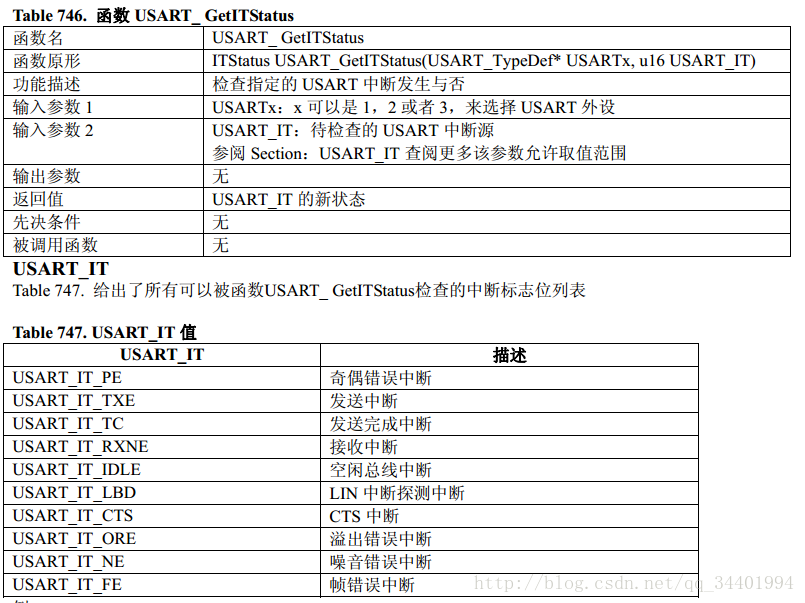 Table 746. 函数 USART_ GetITStatus
函数名 USART_ GetITStatus
函数原形 ITStatus USART_GetITStatus(USART_TypeDef* USARTx, u16 USART_IT)
功能描述 检查指定的 USART 中断发生与否
输入参数 1 USARTx：x 可以是 1，2 或者 3，来选择 USART 外设
输入参数 2 USART_IT：待检查的 USART 中断源
参阅 Section：USART_IT 查阅更多该参数允许取值范围
输出参数 无
返回值 USART_IT 的新状态
先决条件 无
被调用函数 无
USART_IT
Table 747. 给出了所有可以被函数USART_ GetITStatus检查的中断标志位列表
Table 747. USART_IT 值
USART_IT 描述
USART_IT_PE 奇偶错误中断
USART_IT_TXE 发送中断
USART_IT_TC 发送完成中断
USART_IT_RXNE 接收中断
USART_IT_IDLE 空闲总线中断
USART_IT_LBD LIN 中断探测中断
USART_IT_CTS CTS 中断
USART_IT_ORE 溢出错误中断
USART_IT_NE 噪音错误中断
USART_IT_FE 帧错误中断
http://blog.csdn.net/qq_34401994